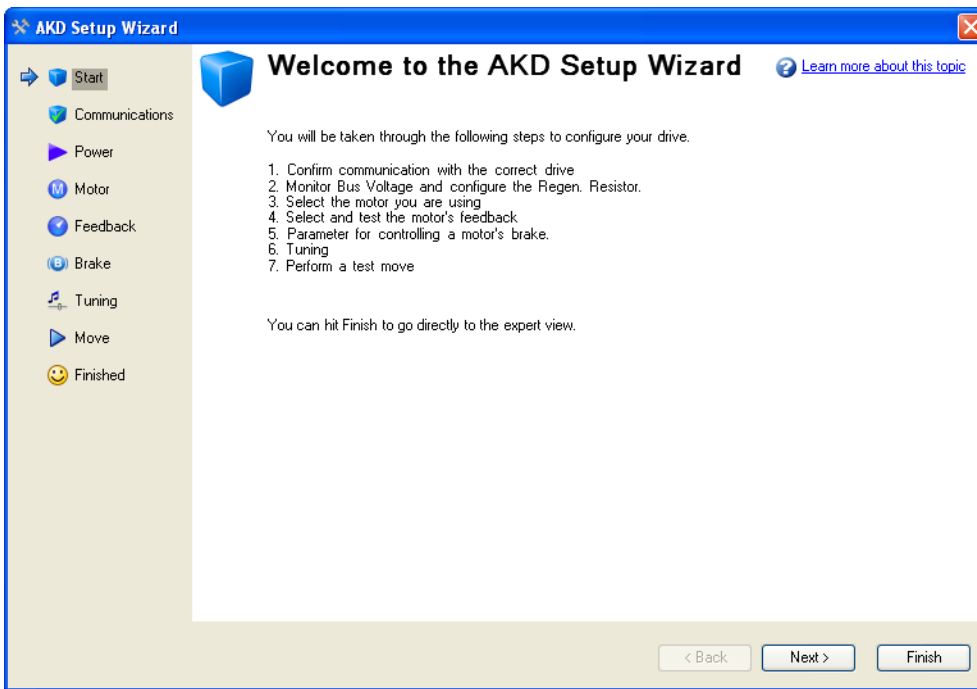 AKD Setup Wizard
Start
Communications
Power
Motor
Feedback
Brake
Tuning
Move
Finished
Welcome to the AKD Setup Wizard
Learn more about this topic
You will be taken through the following steps to configure your drive.
1. Confirm communication with the correct drive
2. Monitor Bus Voltage and configure the Regen. Resistor.
3. Select the motor you are using
4. Select and test the motor's feedback
5. Parameter for controlling a motor's brake.
6. Tuning
7. Perform a test move
You can hit Finish to go directly to the expert view.
< Back
Next >
Finish